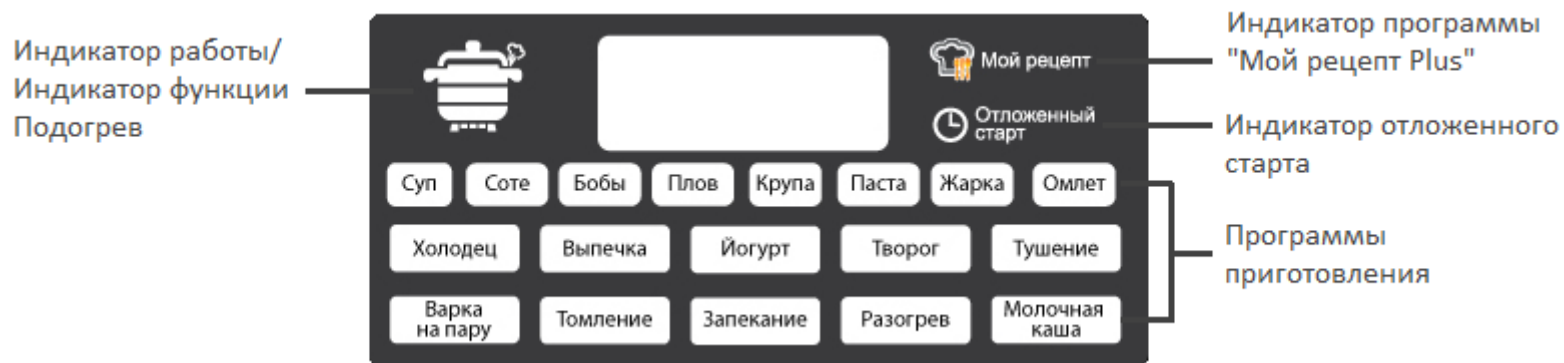 Индикатор работы/
Индикатор функции
Подогрев
Мой рецепт
Отложенный
старт
Индикатор программы
"Мой рецепт Plus"
Индикатор отложенного
старта
Суп Соте Бобы Плов Крупа Паста Жарка Омлет
Холодец Выпечка Йогурт Творог Тушение
Варка
на пару
Томление Запекание Разогрев
Молочная
каша
Программы
приготовления